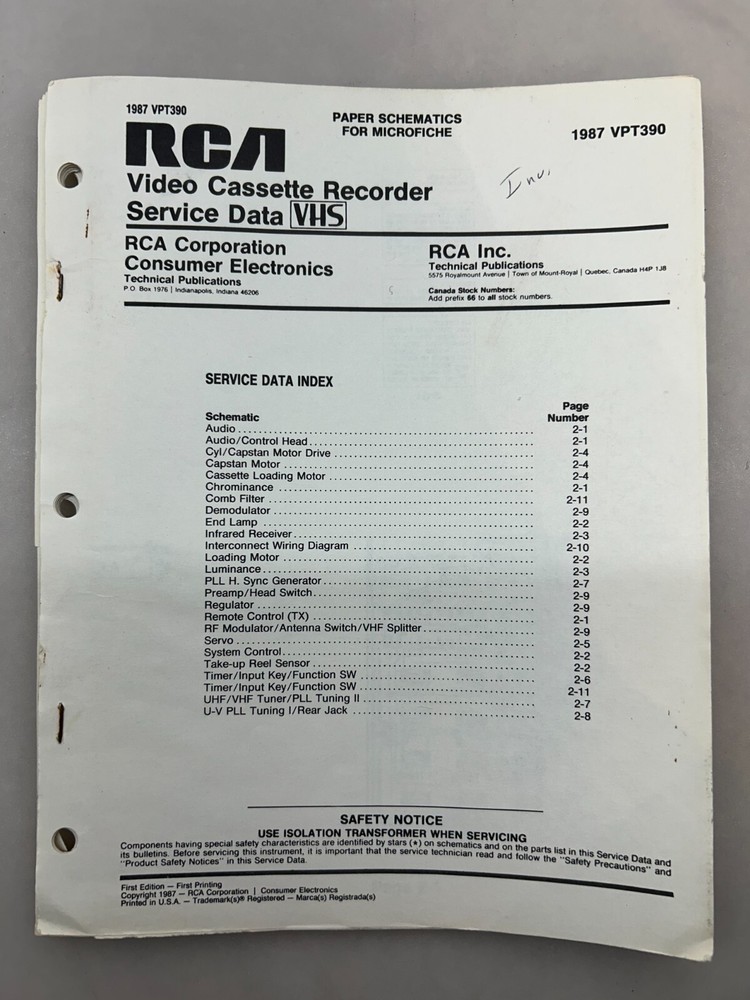 1987 VPT390
PAPER SCHEMATICS
FOR MICROFICHE
1987 VPT390
RCA
Inv.
Video Cassette Recorder
Service Data VHS
RCA Corporation
Consumer Electronics
Technical Publications
P.O. Box 1976 | Indianapolis, Indiana 46206
RCA Inc.
Technical Publications
5575 Royalmount Avenue | Town of Mount-Royal | Quebec, Canada H4P 1J8
Canada Stock Numbers:
Add prefix 66 to all stock numbers.
SERVICE DATA INDEX
Schematic Page Number
Audio 2-1
Audio/Control Head 2-1
Cyl/Capstan Motor Drive 2-4
Capstan Motor 2-4
Cassette Loading Motor 2-4
Chrominance 2-1
Comb Filter 2-11
Demodulator 2-9
End Lamp 2-2
Infrared Receiver 2-3
Interconnect Wiring Diagram 2-10
Loading Motor 2-2
Luminance 2-3
PLL H. Sync Generator 2-7
Preamp/Head Switch 2-9
Regulator 2-9
Remote Control (TX) 2-1
RF Modulator/Antenna Switch/VHF Splitter 2-9
Servo 2-5
System Control 2-2
Take-up Reel Sensor 2-2
Timer/Input Key/Function SW 2-6
Timer/Input Key/Function SW 2-11
UHF/VHF Tuner/PLL Tuning II 2-7
U-V PLL Tuning I/Rear Jack 2-8
SAFETY NOTICE
USE ISOLATION TRANSFORMER WHEN SERVICING
Components having special safety characteristics are identified by stars (★) on schematics and on the parts list in this Service Data and
its bulletins. Before servicing this instrument, it is important that the service technician read and follow the "Safety Precautions" and
"Product Safety Notices" in this Service Data.
First Edition — First Printing
Copyright 1987 — RCA Corporation | Consumer Electronics
Printed in U.S.A. — Trademark(s)® Registered — Marca(s) Registrada(s)